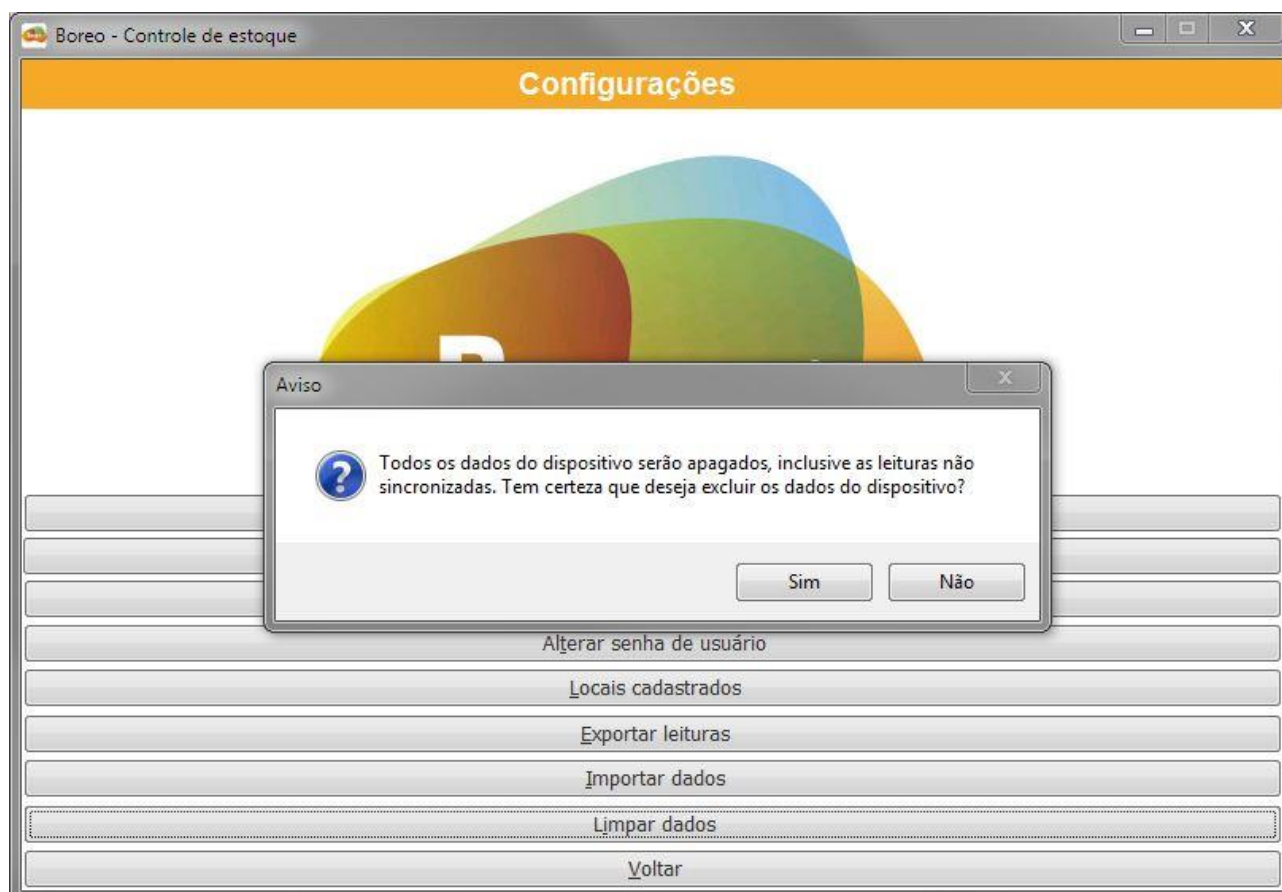 Boreo - Controle de estoque
Configurações
Aviso
Todos os dados do dispositivo serão apagados, inclusive as leituras não
sincronizadas. Tem certeza que deseja excluir os dados do dispositivo?
Sim Não
Alterar senha de usuário
Locais cadastrados
Exportar leituras
Importar dados
Limpar dados
Voltar